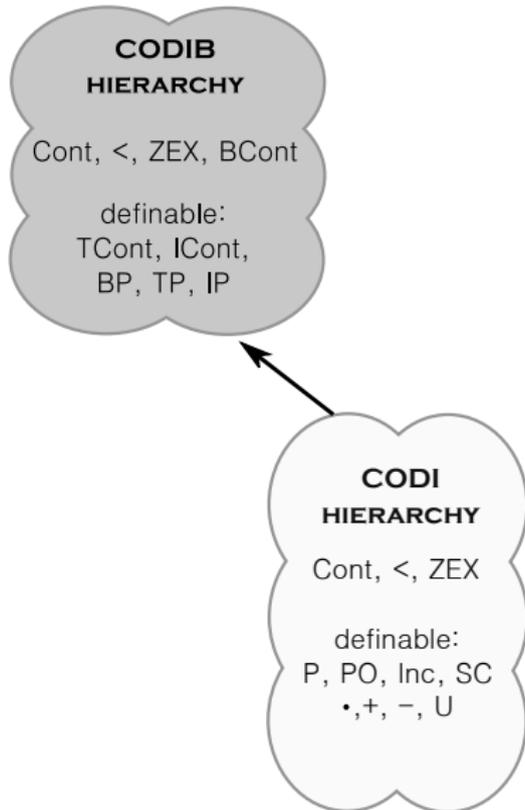 CODIB
HIERARCHY
Cont, <, ZEX, BCont
definable:
TCont, ICont,
BP, TP, IP
CODI
HIERARCHY
Cont, <, ZEX
definable:
P, PO, Inc, SC
•,+, −, U